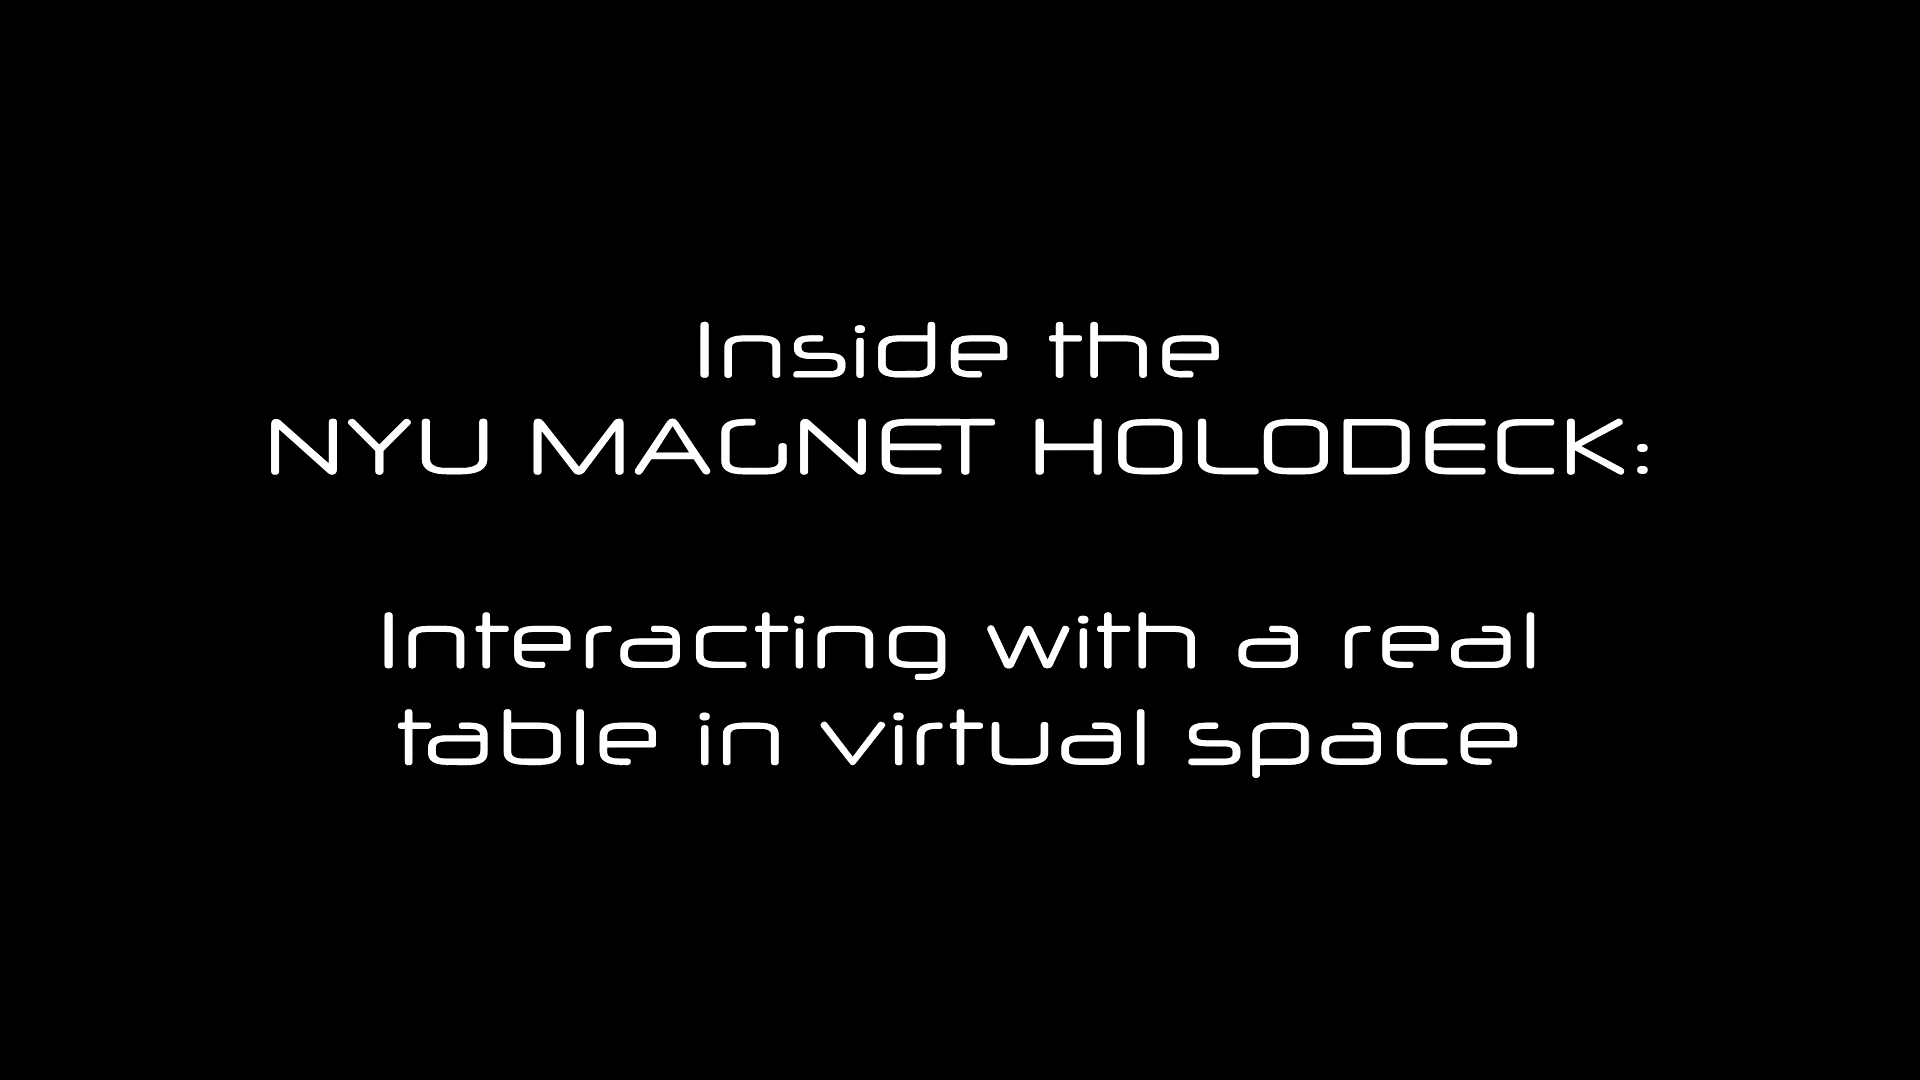 Inside the
NYU MAGNET HOLODECK:
Interacting with a real
table in virtual space